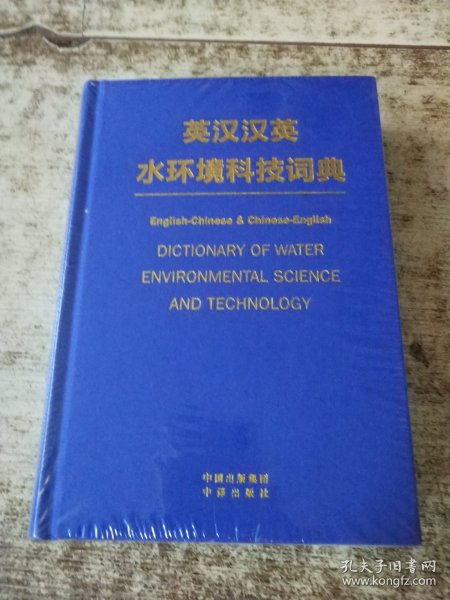 英汉汉英
水环境科技词典
English-Chinese & Chinese-English
DICTIONARY OF WATER
ENVIRONMENTAL SCIENCE
AND TECHNOLOGY
中国出版集团
中译出版社
孔夫子旧书网
www.kongfz.com